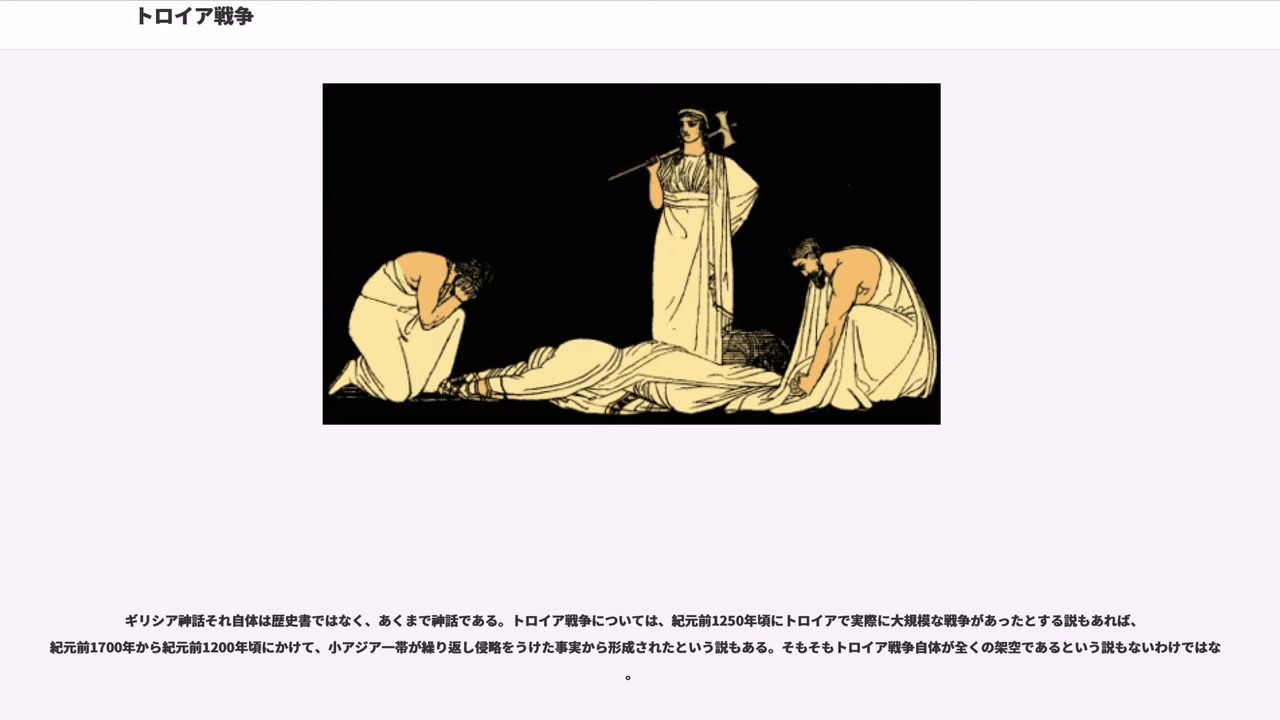 トロイア戦争
ギリシア神話それ自体は歴史書ではなく、あくまで神話である。トロイア戦争については、紀元前1250年頃にトロイアで実際に大規模な戦争があったとする説もあれば、
紀元前1700年から紀元前1200年頃にかけて、小アジア一帯が繰り返し侵略をうけた事実から形成されたという説もある。そもそもトロイア戦争自体が全くの架空であるという説もないわけではな
。